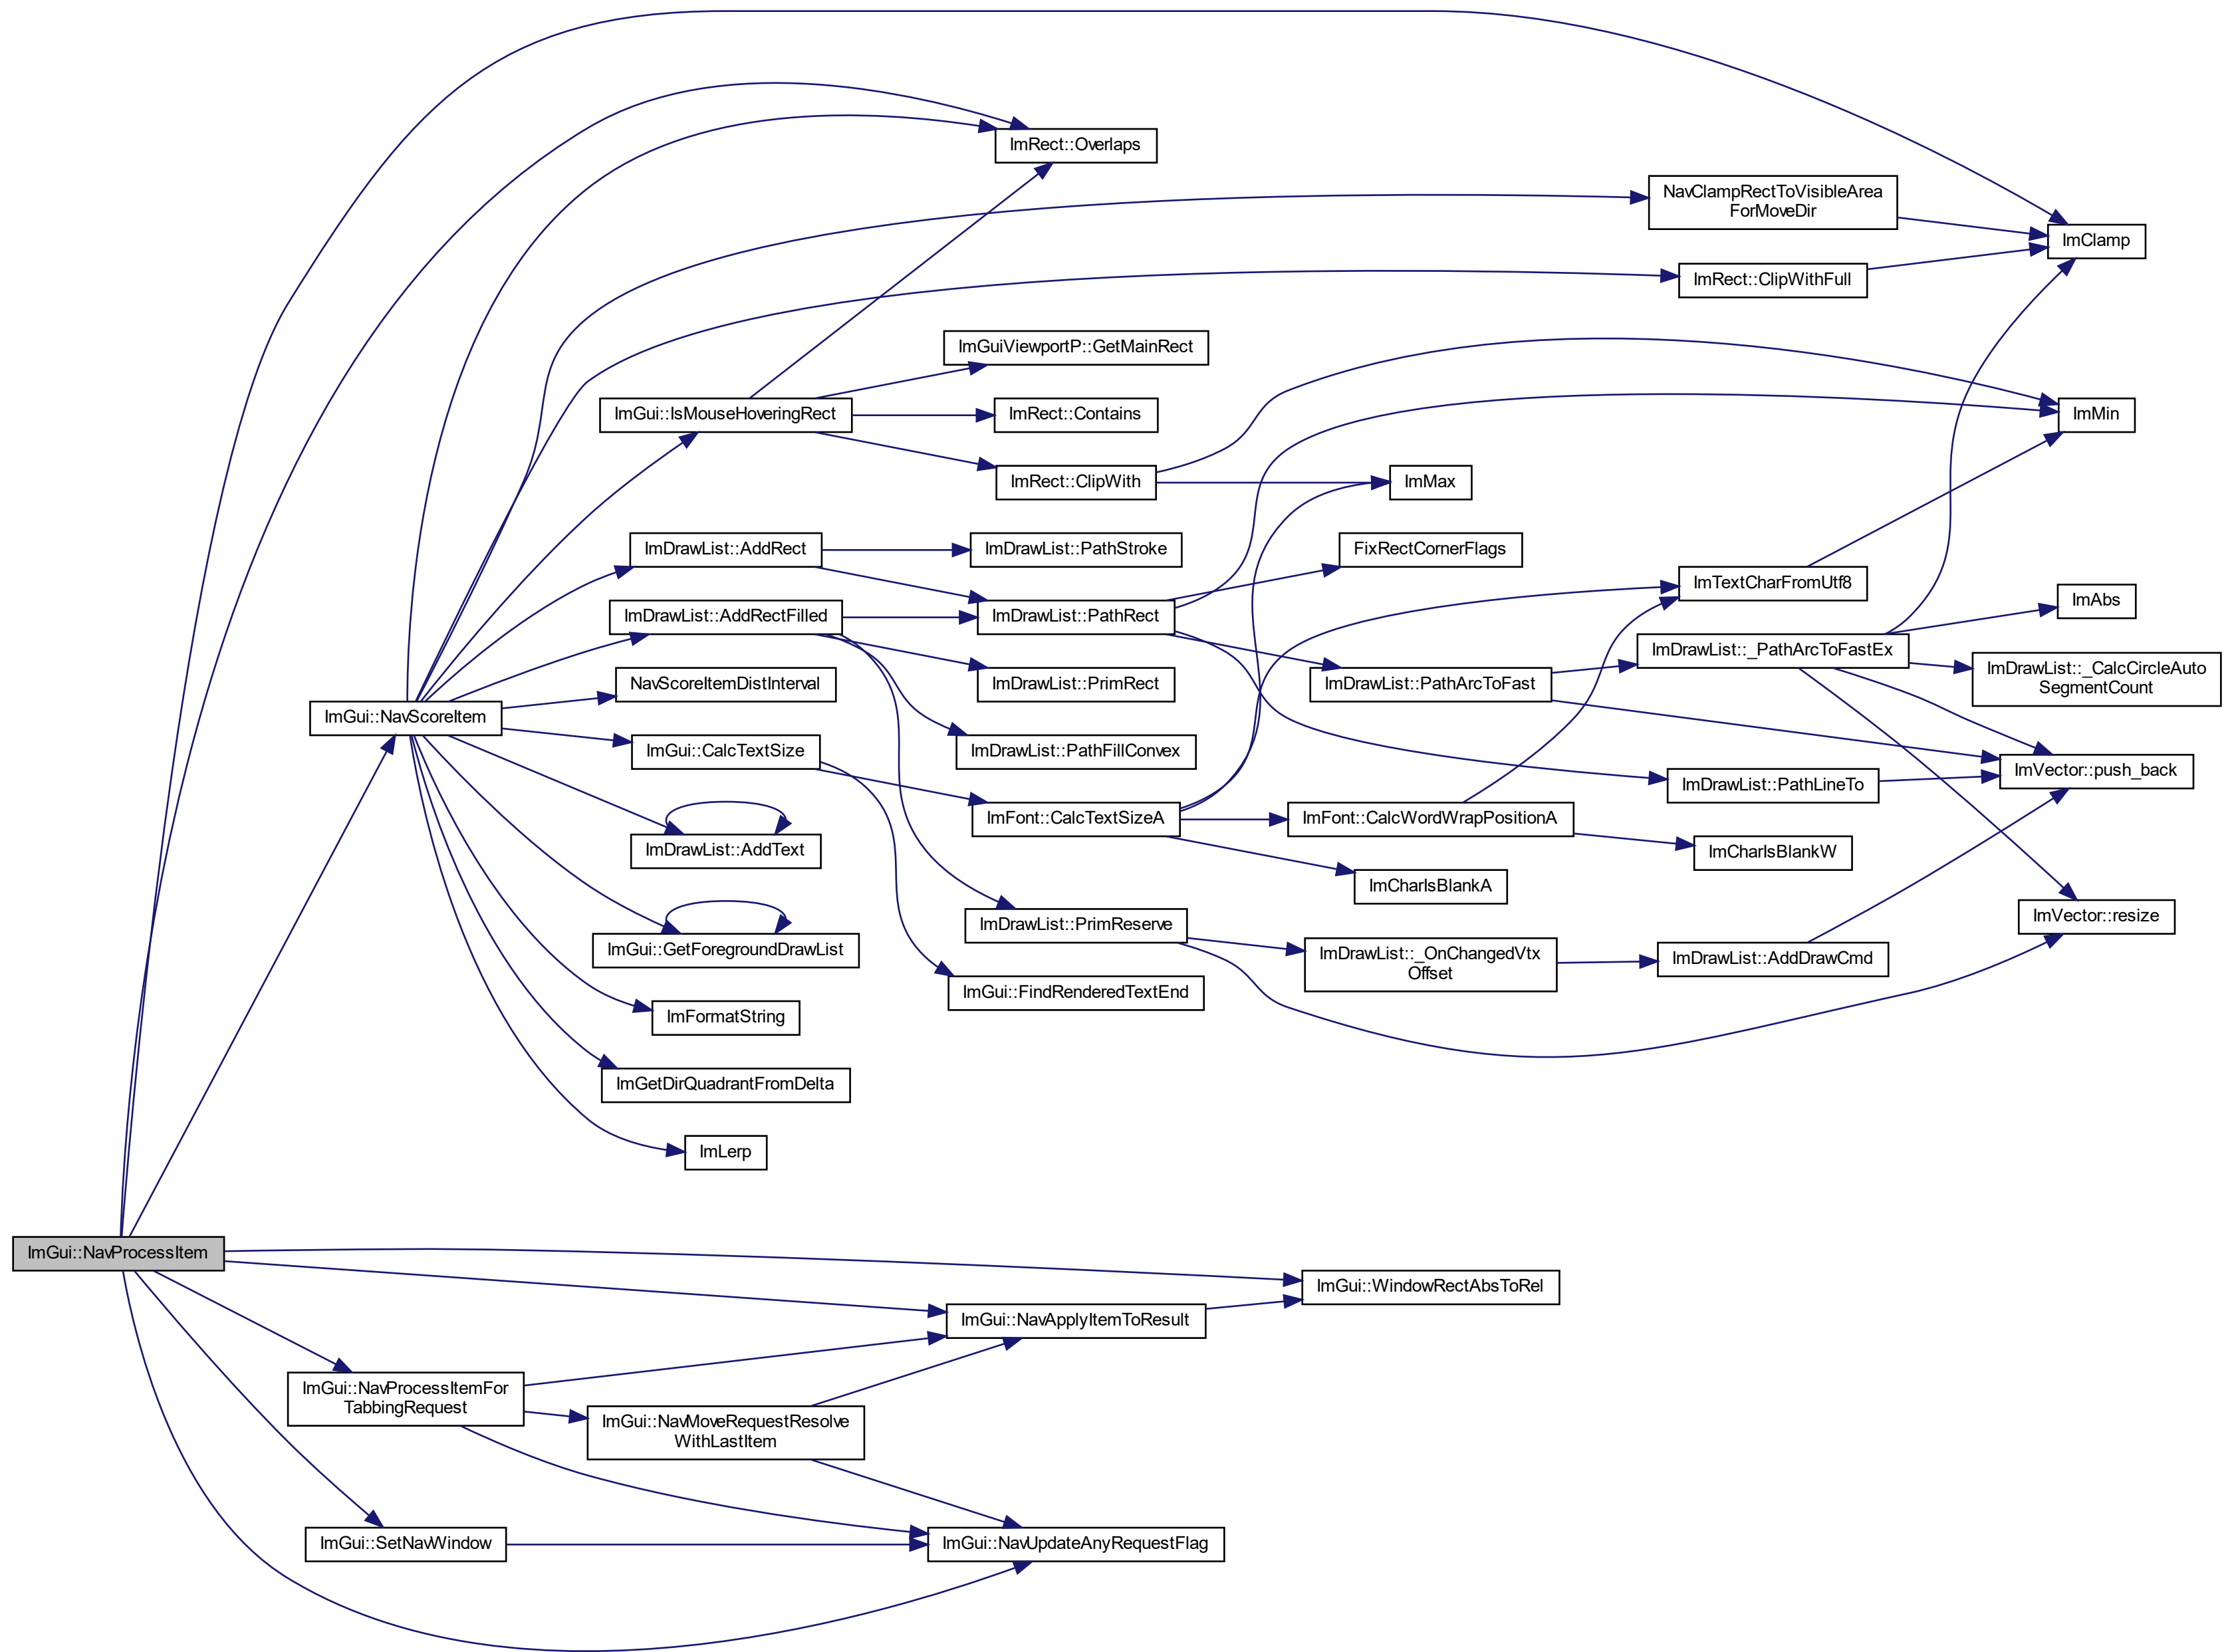 ImRect::Overlaps
NavClampRectToVisibleArea
ForMoveDir
ImClamp
ImRect::ClipWithFull
ImGuiViewportP::GetMainRect
ImGui::IsMouseHoveringRect
ImRect::Contains
ImMin
ImRect::ClipWith
ImMax
ImDrawList::AddRect
ImDrawList::PathStroke
FixRectCornerFlags
ImTextCharFromUtf8
ImAbs
ImDrawList::AddRectFilled
ImDrawList::PathRect
ImDrawList::_PathArcToFastEx
ImDrawList::_CalcCircleAuto
SegmentCount
NavScoreItemDistInterval
ImDrawList::PrimRect
ImDrawList::PathArcToFast
ImGui::NavScoreItem
ImGui::CalcTextSize
ImDrawList::PathFillConvex
ImVector::push_back
ImDrawList::PathLineTo
ImFont::CalcTextSizeA
ImFont::CalcWordWrapPositionA
ImDrawList::AddText
ImCharIsBlankW
ImCharIsBlankA
ImDrawList::PrimReserve
ImVector::resize
ImGui::GetForegroundDrawList
ImDrawList::_OnChangedVtx
Offset
ImDrawList::AddDrawCmd
ImGui::FindRenderedTextEnd
ImFormatString
ImGetDirQuadrantFromDelta
ImLerp
ImGui::NavProcessItem
ImGui::WindowRectAbsToRel
ImGui::NavApplyItemToResult
ImGui::NavProcessItemFor
TabbingRequest
ImGui::NavMoveRequestResolve
WithLastItem
ImGui::SetNavWindow
ImGui::NavUpdateAnyRequestFlag